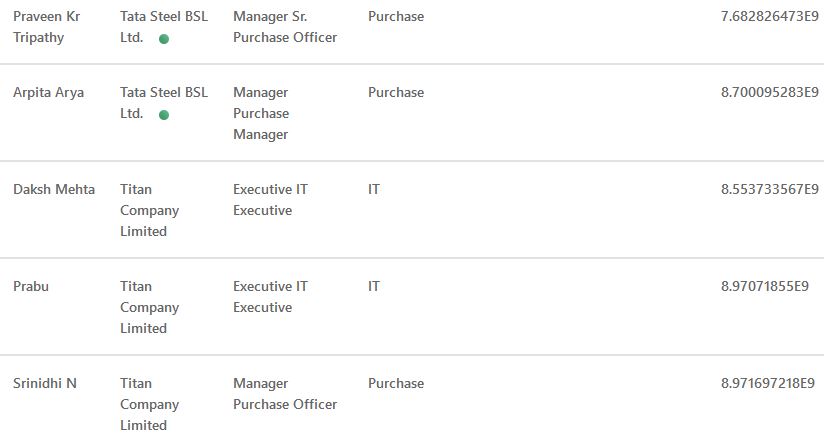 Praveen Kr Tata Steel BSL Manager Sr. Purchase 7.682826473E9
Tripathy Ltd. Purchase Officer
Arpita Arya Tata Steel BSL Manager Purchase 8.700095283E9
Ltd. Purchase
Manager
Daksh Mehta Titan Executive IT IT 8.553733567E9
Company Executive
Limited
Prabu Titan Executive IT IT 8.97071855E9
Company Executive
Limited
Srinidhi N Titan Manager Purchase 8.971697218E9
Company Purchase Officer
Limited